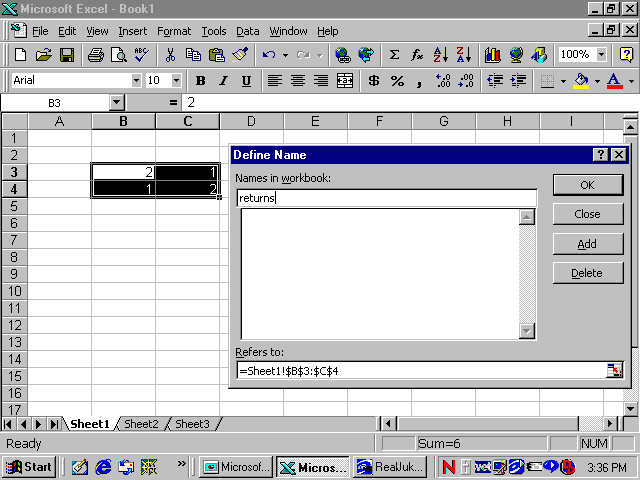 Microsoft Excel - Book1
File Edit View Insert Format Tools Data Window Help
100%
Arial 10 B I U $ % ,
B3 = 2
A B C D E F G H I
1
2
3 2 1
4 1 2
5
6
7
8
9
10
11
12
13
14
15
16
17
Define Name
Names in workbook:
returns
OK
Close
Add
Delete
Refers to:
=Sheet1!$B$3:$C$4
Sheet1 Sheet2 Sheet3
Ready Sum=6 NUM
Start Microsof... Micros... RealJuk... 3:36 PM